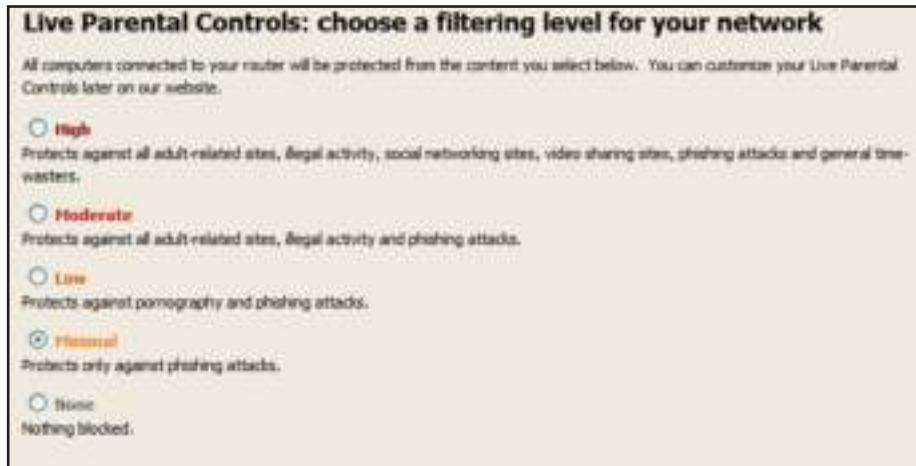 Live Parental Controls: choose a filtering level for your network
All computers connected to your router will be protected from the content you select below. You can customize your Live Parental
Controls later on our website.
High
Protects against all adult-related sites, illegal activity, social networking sites, video sharing sites, phishing attacks and general time-
wasters.
Moderate
Protects against all adult-related sites, illegal activity and phishing attacks.
Low
Protects against pornography and phishing attacks.
Minimal
Protects only against phishing attacks.
None
Nothing blocked.